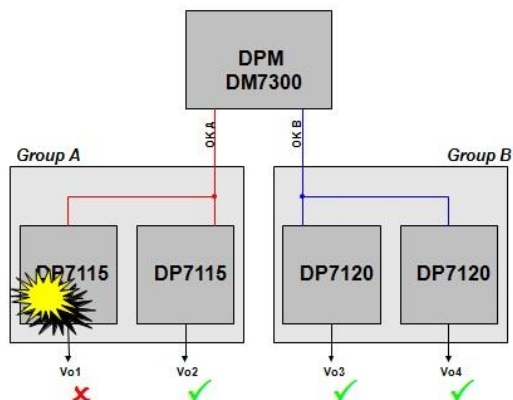 DPM
DM7300
OK A
OK B
Group A
Group B
DP7115
DP7115
DP7120
DP7120
Vo1
Vo2
Vo3
Vo4